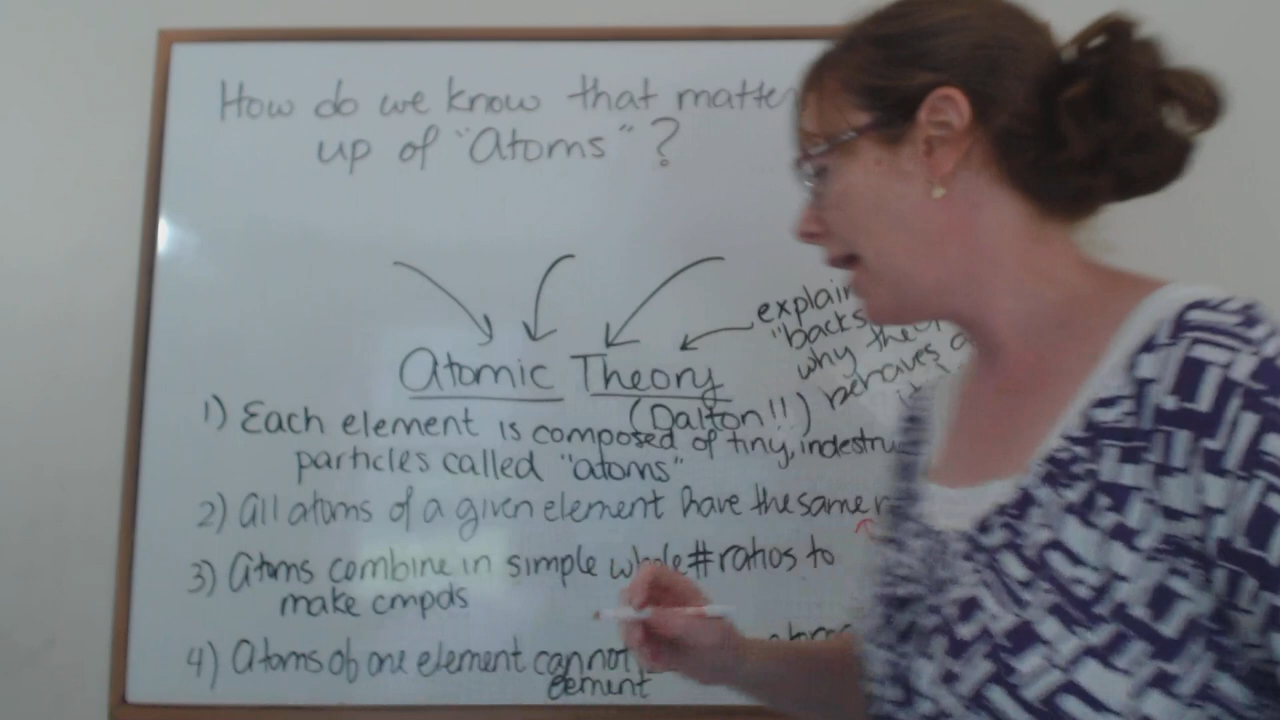 How do we know that matter
up of "Atoms"?
explain
"backs
why the
behaves a
it
Atomic Theory
(Dalton!!)
1) Each element is composed of tiny, indestru
particles called "atoms"
2) All atoms of a given element have the same
3) Atoms combine in simple whole # ratios to
make cmpds
4) Atoms of one element cannot
element